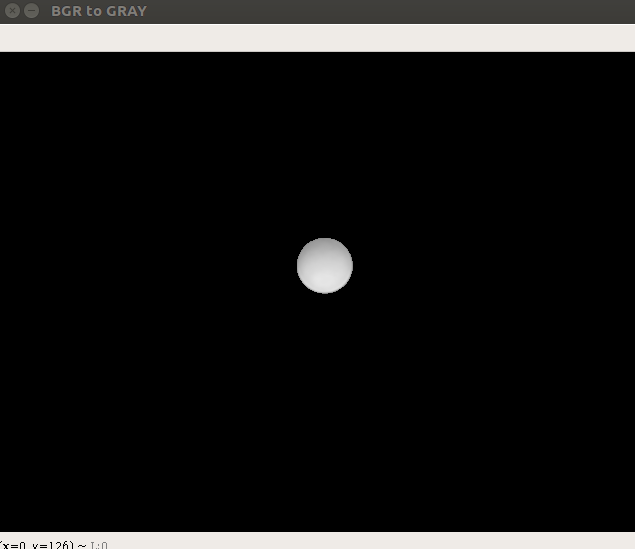 BGR to GRAY
(x=0, y=126) ~ L:0